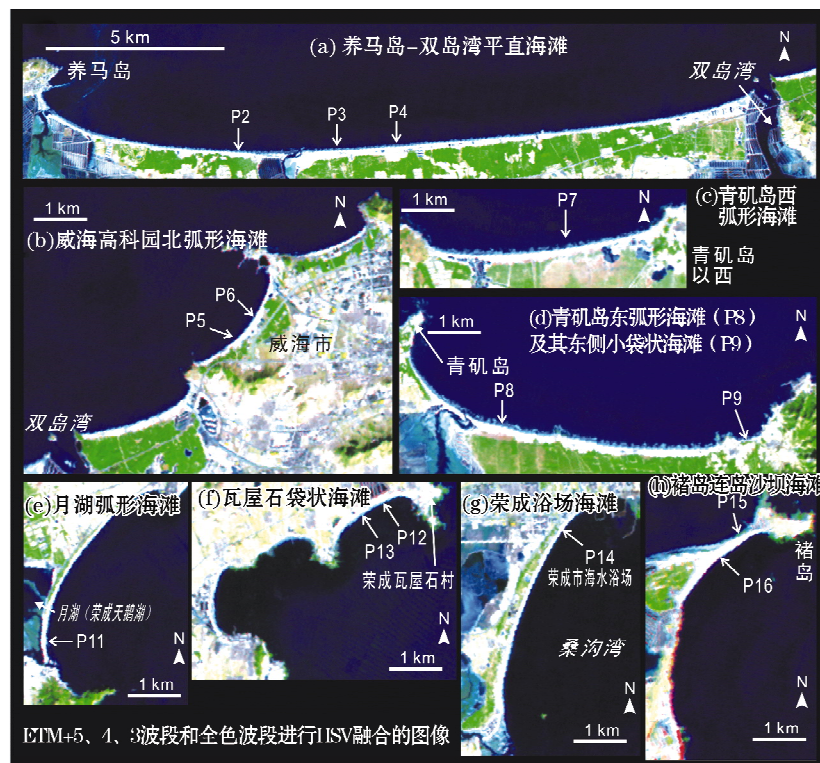 5 km
(a) 养马岛-双岛湾平直海滩
N
养马岛
双岛湾
P2
P3
P4
1 km
N
(b)威海高科园北弧形海滩
P6
P5
威海市
双岛湾
1 km
P7
N
(c)青矶岛西
弧形海滩
青矶岛
以西
1 km
(d)青矶岛东弧形海滩（P8）
及其东侧小袋状海滩（P9）
N
青矶岛
P8
P9
(e)月湖弧形海滩
月湖（荣成天鹅湖）
P11
N
1 km
(f)瓦屋石袋状海滩
P12
P13
荣成瓦屋石村
N
1 km
(g)荣成浴场海滩
P14
荣成市海水浴场
桑沟湾
N
1 km
(h)褚岛连岛沙坝海滩
P15
褚
岛
P16
N
1 km
ETM+5、4、3波段和全色波段进行HSV融合的图像